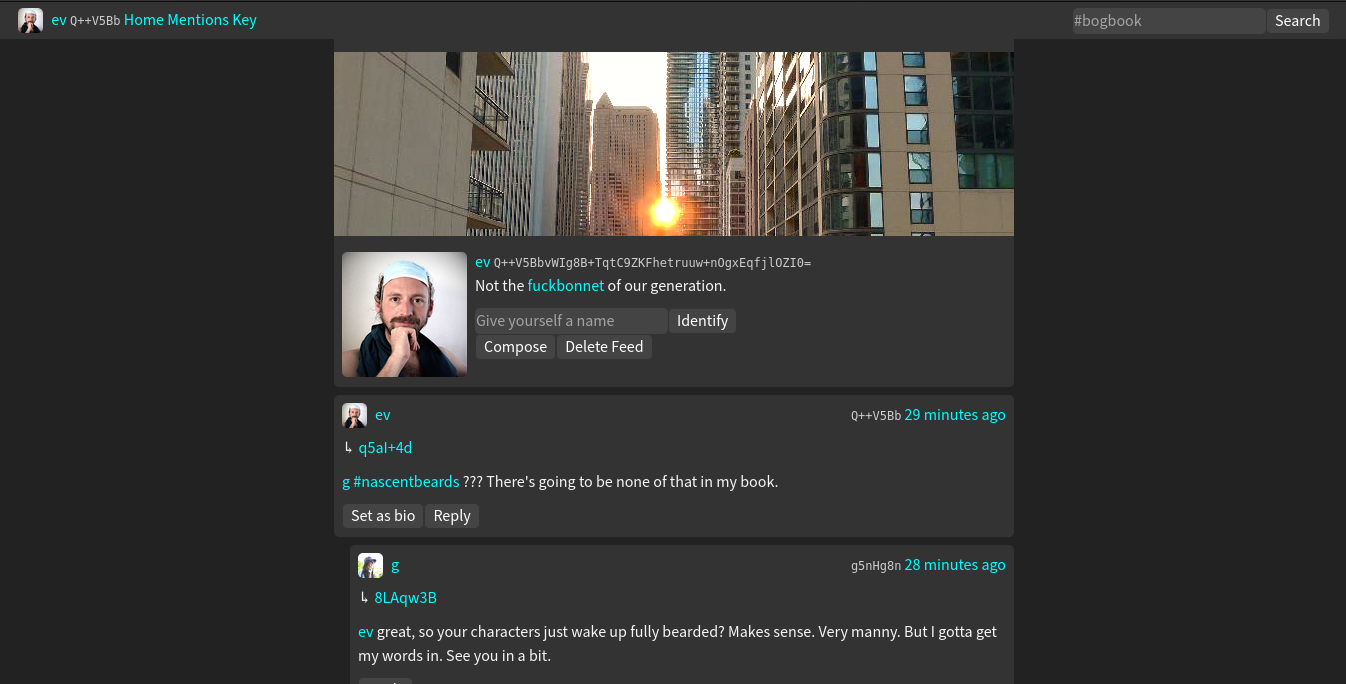 ev Q++V5Bb Home Mentions Key
#bogbook Search
ev Q++V5BbvWIg8B+TqtC9ZKFhetruuw+nOgxEqfjlOZI0=
Not the fuckbonnet of our generation.
Give yourself a name Identify
Compose Delete Feed
ev Q++V5Bb 29 minutes ago
↳ q5aI+4d
g #nascentbeards ??? There's going to be none of that in my book.
Set as bio Reply
g g5nHg8n 28 minutes ago
↳ 8LAqw3B
ev great, so your characters just wake up fully bearded? Makes sense. Very manny. But I gotta get
my words in. See you in a bit.